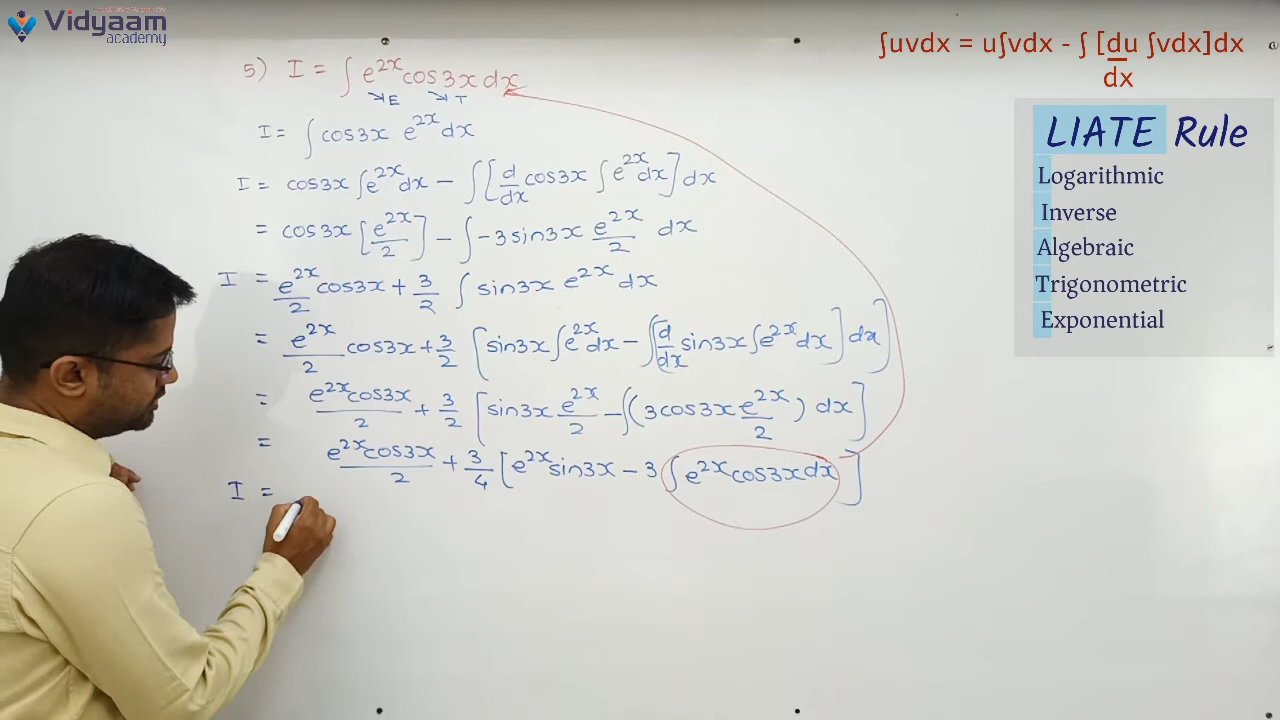 Vidyaam
academy
∫uvdx = u∫vdx - ∫ [du ∫vdx]dx
dx
LIATE Rule
Logarithmic
Inverse
Algebraic
Trigonometric
Exponential
5) I = ∫ e^2x cos3x dx
→E →T
I = ∫ cos3x e^2x dx
I = cos3x ∫e^2x dx − ∫[d/dx cos3x ∫e^2x dx] dx
= cos3x [e^2x/2] − ∫−3sin3x e^2x/2 dx
I = e^2x/2 cos3x + 3/2 ∫ sin3x e^2x dx
= e^2x/2 cos3x + 3/2 [sin3x ∫e^2x dx − ∫[d/dx sin3x ∫e^2x dx] dx]
= e^2x cos3x/2 + 3/2 [sin3x e^2x/2 − ∫(3cos3x e^2x/2) dx]
= e^2x cos3x/2 + 3/4 [e^2x sin3x − 3 ∫e^2x cos3x dx]
I =